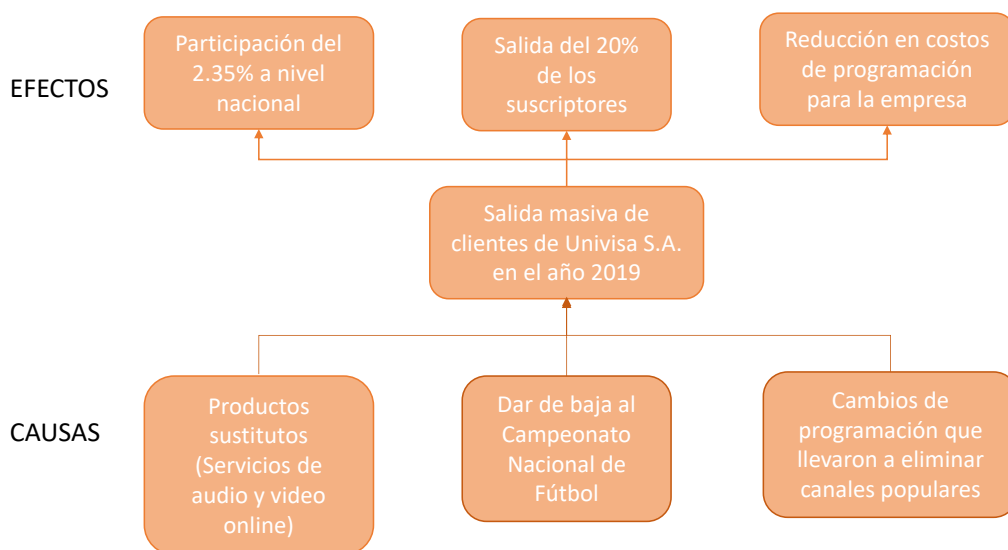 EFECTOS
Participación del
2.35% a nivel
nacional
Salida del 20%
de los
suscriptores
Reducción en costos
de programación
para la empresa
Salida masiva de
clientes de Univisa S.A.
en el año 2019
CAUSAS
Productos
sustitutos
(Servicios de
audio y video
online)
Dar de baja al
Campeonato
Nacional de
Fútbol
Cambios de
programación que
llevaron a eliminar
canales populares